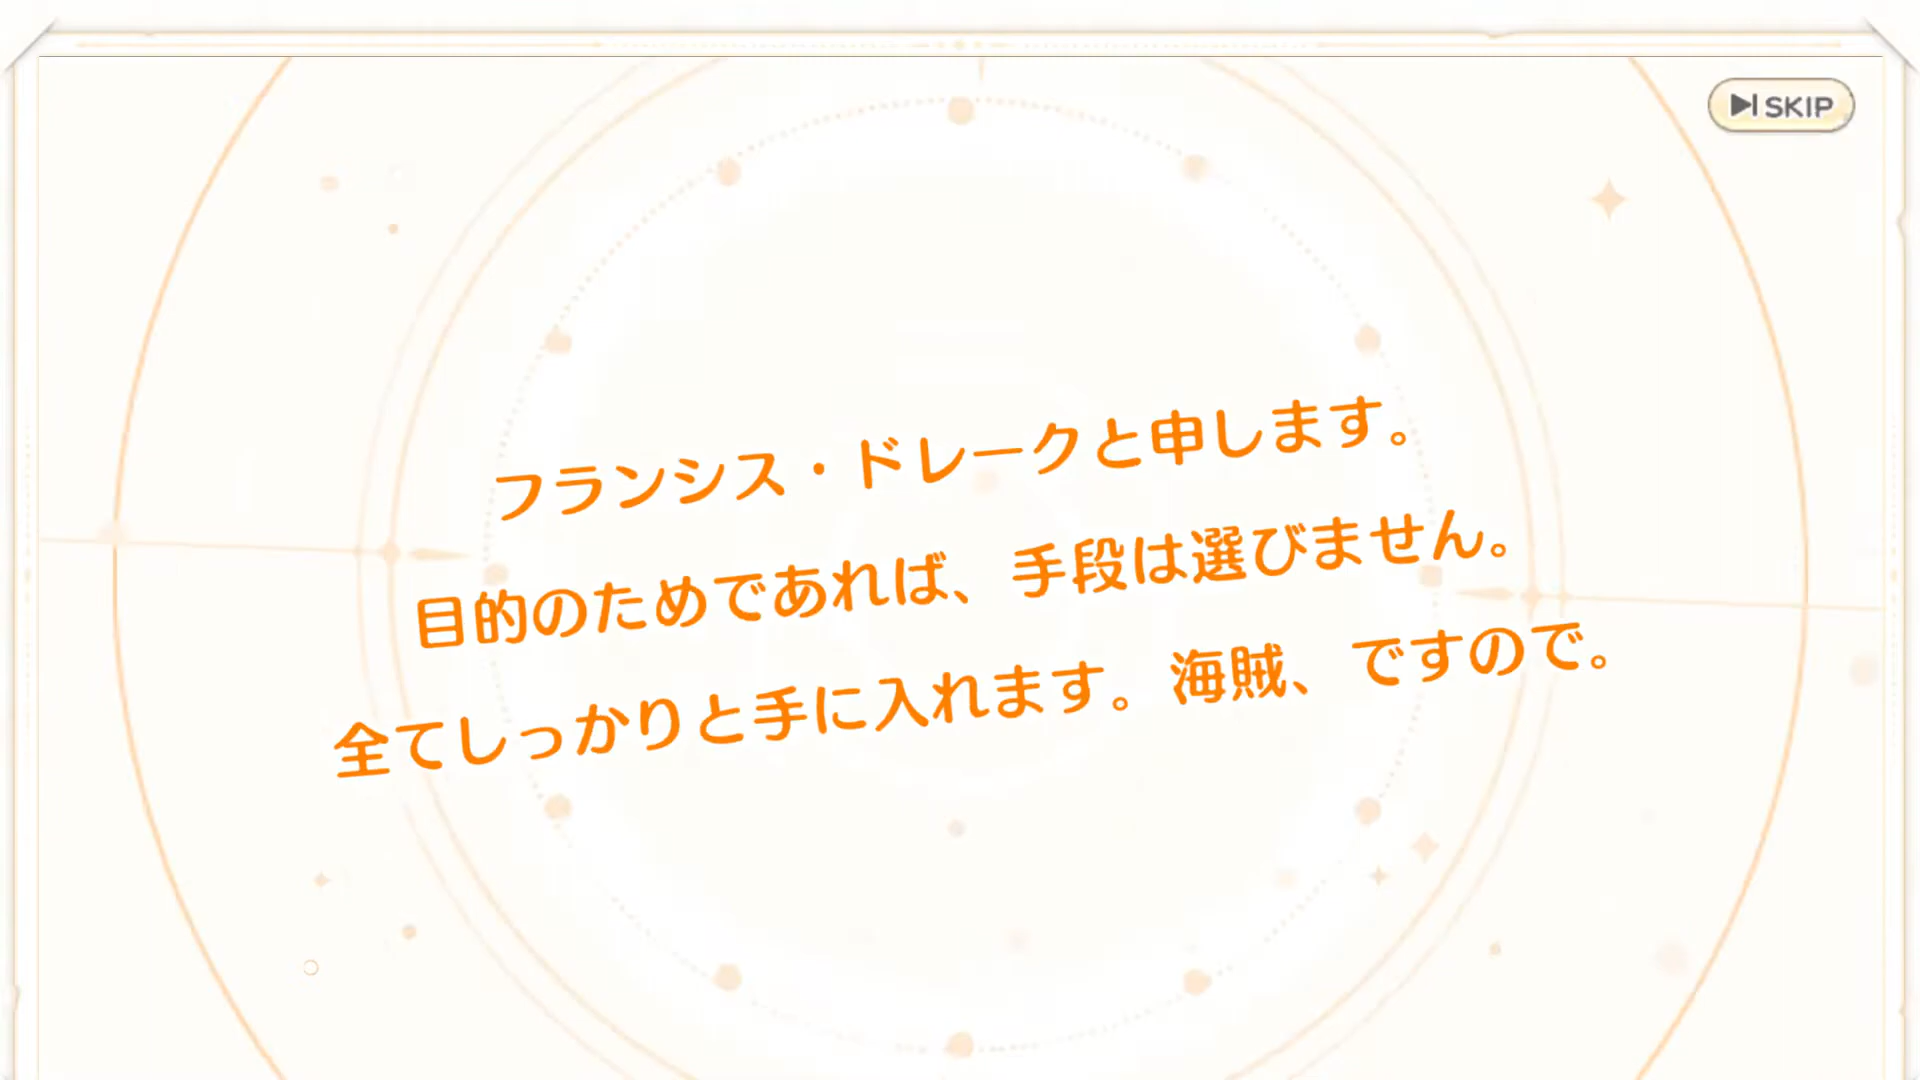 SKIP
フランシス・ドレークと申します。
目的のためであれば、手段は選びません。
全てしっかりと手に入れます。海賊、ですので。